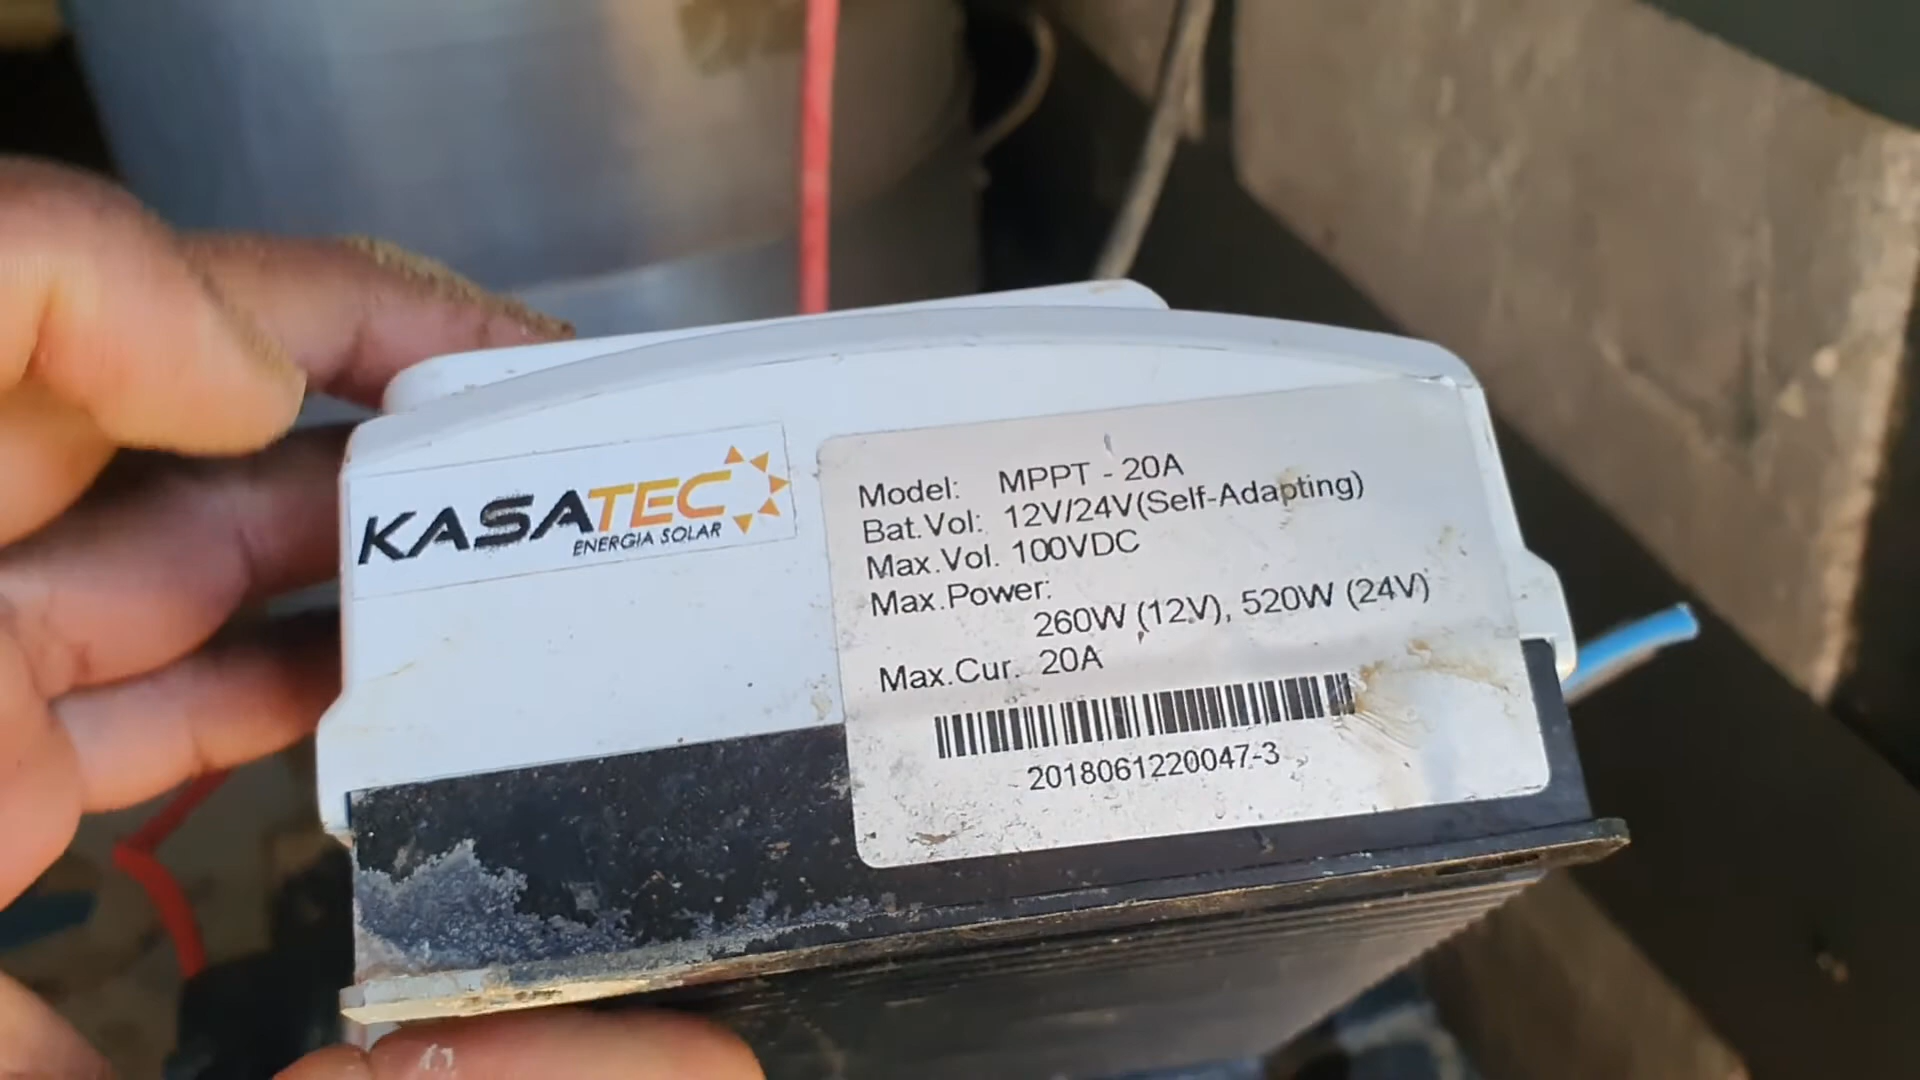 KASATEC
ENERGIA SOLAR
Model: MPPT - 20A
Bat.Vol: 12V/24V(Self-Adapting)
Max.Vol. 100VDC
Max.Power:
260W (12V), 520W (24V)
Max.Cur. 20A
2018061220047-3